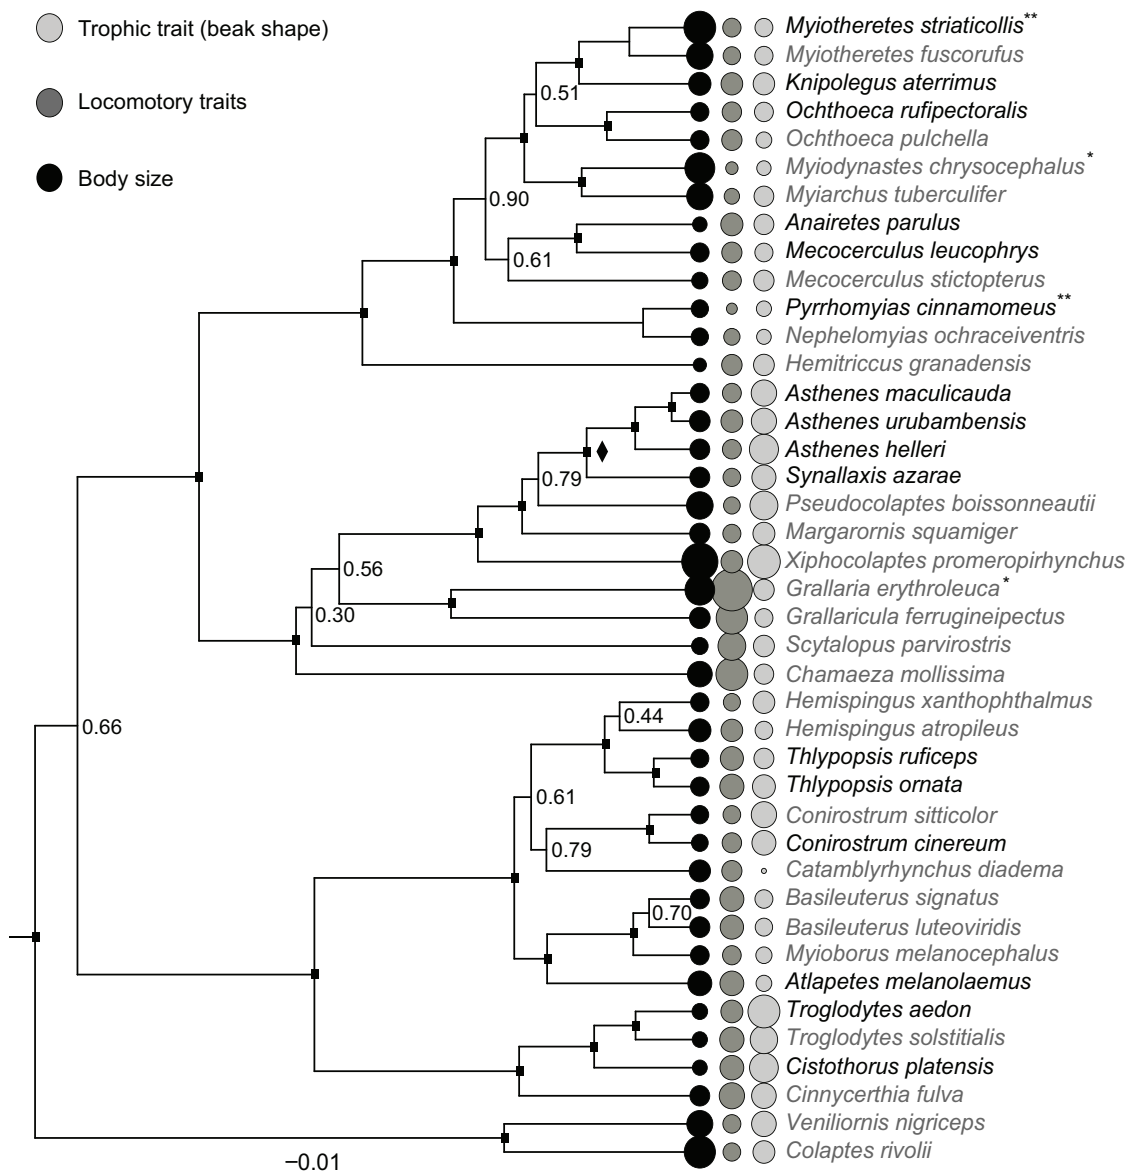 Trophic trait (beak shape)
Locomotory traits
Body size
Myiotheretes striaticollis**
Myiotheretes fuscorufus
Knipolegus aterrimus
0.51
Ochthoeca rufipectoralis
Ochthoeca pulchella
Myiodynastes chrysocephalus*
Myiarchus tuberculifer
0.90
Anairetes parulus
Mecocerculus leucophrys
0.61
Mecocerculus stictopterus
Pyrrhomyias cinnamomeus**
Nephelomyias ochraceiventris
Hemitriccus granadensis
Asthenes maculicauda
Asthenes urubambensis
Asthenes helleri
Synallaxis azarae
0.79
Pseudocolaptes boissonneautii
Margarornis squamiger
Xiphocolaptes promeropirhynchus
0.56
Grallaria erythroleuca*
Grallaricula ferrugineipectus
0.30
Scytalopus parvirostris
Chamaeza mollissima
Hemispingus xanthophthalmus
0.44
Hemispingus atropileus
0.66
Thlypopsis ruficeps
Thlypopsis ornata
0.61
Conirostrum sitticolor
Conirostrum cinereum
0.79
Catamblyrhynchus diadema
Basileuterus signatus
0.70
Basileuterus luteoviridis
Myioborus melanocephalus
Atlapetes melanolaemus
Troglodytes aedon
Troglodytes solstitialis
Cistothorus platensis
Cinnycerthia fulva
Veniliornis nigriceps
Colaptes rivolii
−0.01